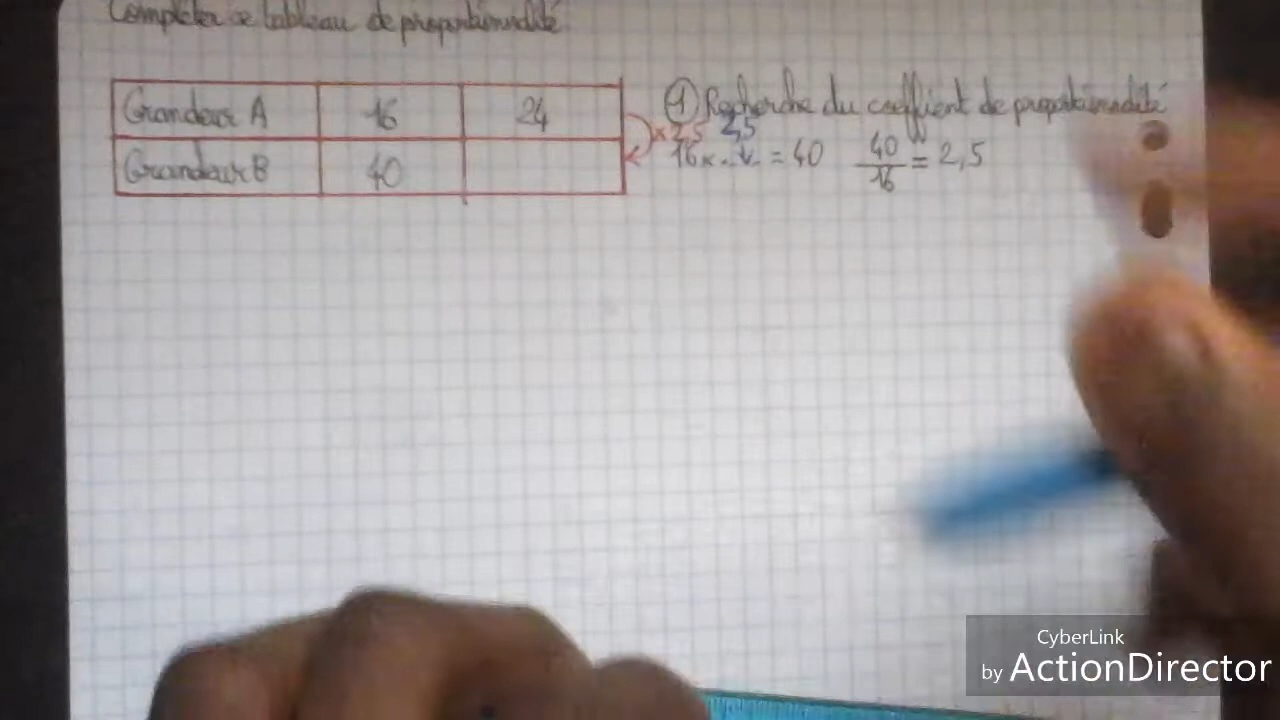 Compléter ce tableau de proportionnalité
Grandeur A 16 24
Grandeur B 40
×2,5
① Recherche du coeffient de proportionnalité
2,5
16 × ... = 40 40/16 = 2,5
CyberLink
by ActionDirector